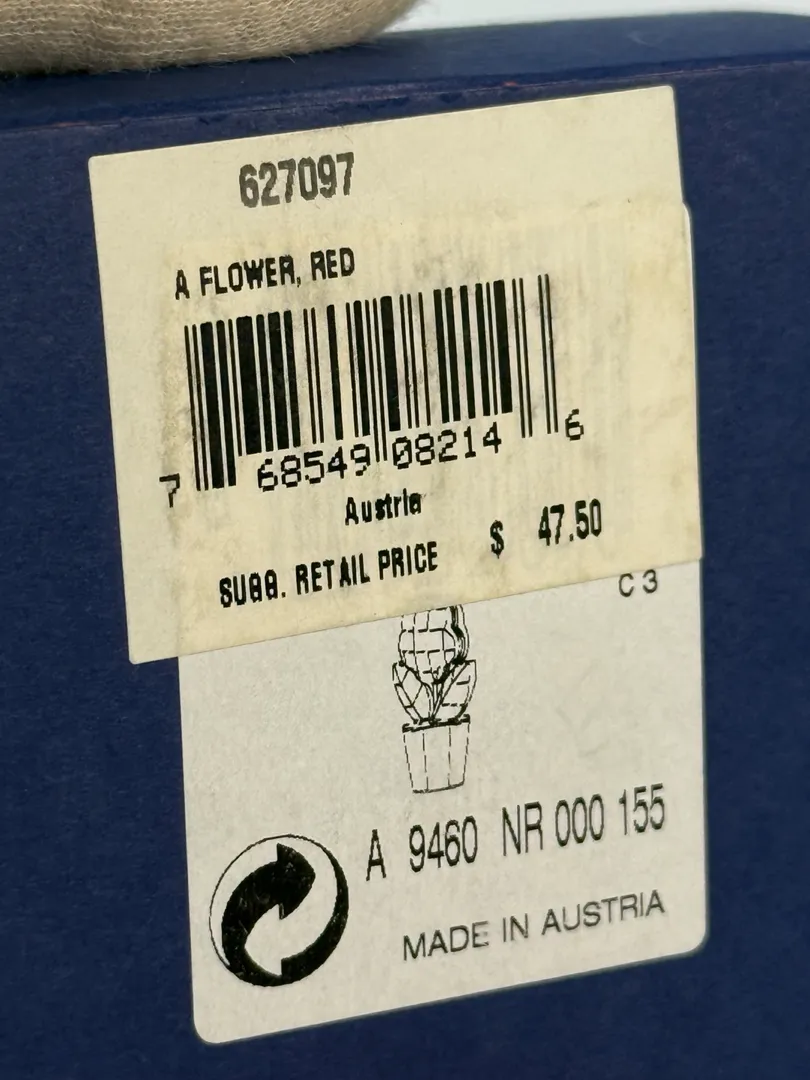 627097
A FLOWER, RED
7 68549 08214 6
Austria
SUGG. RETAIL PRICE $ 47.50
C 3
A 9460 NR 000 155
MADE IN AUSTRIA